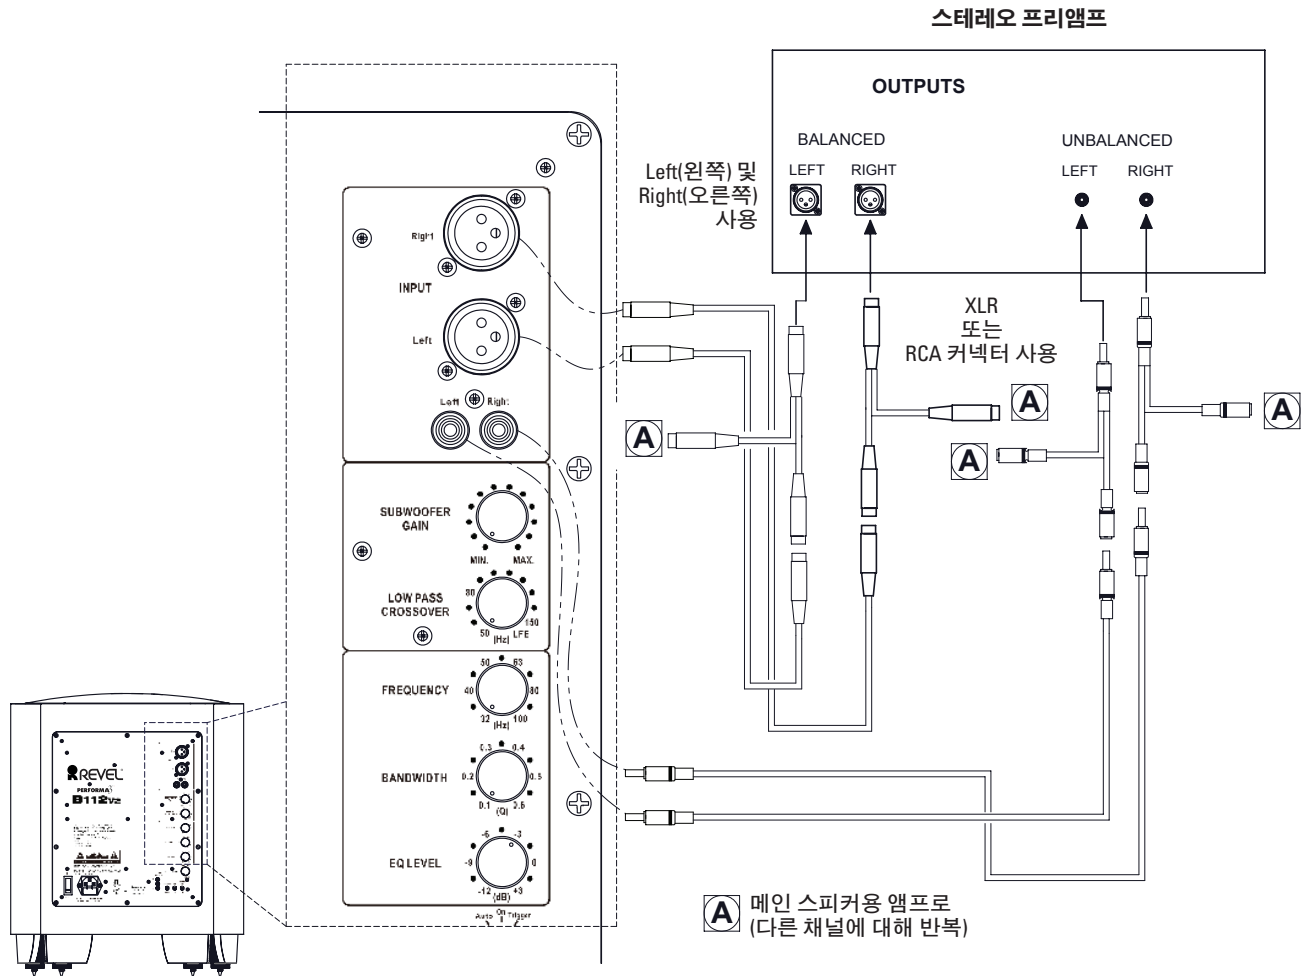 스테레오 프리앰프
OUTPUTS
BALANCED
UNBALANCED
LEFT RIGHT
LEFT RIGHT
Left(왼쪽) 및
Right(오른쪽)
사용
XLR
또는
RCA 커넥터 사용
A
A
A
A
Right
INPUT
Left
Left Right
SUBWOOFER
GAIN
MIN. MAX.
LOW PASS
CROSSOVER
80
150
50 (Hz) LFE
FREQUENCY
50 63
40 80
32 (Hz) 100
BANDWIDTH
0.3 0.4
0.2 0.5
0.1 (Q) 0.6
EQ LEVEL
-6 -3
-9 0
-12 (dB) +3
Auto On Trigger
REVEL
PERFORMA3
B112v2
A 메인 스피커용 앰프로
(다른 채널에 대해 반복)